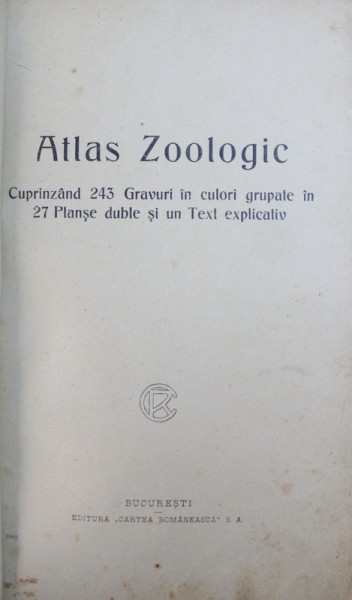 Atlas Zoologic
Cuprinzând 243 Gravuri în culori grupate în
27 Planşe duble şi un Text explicativ
BUCUREŞTI
EDITURA „CARTEA ROMÂNEASCĂ" S. A.